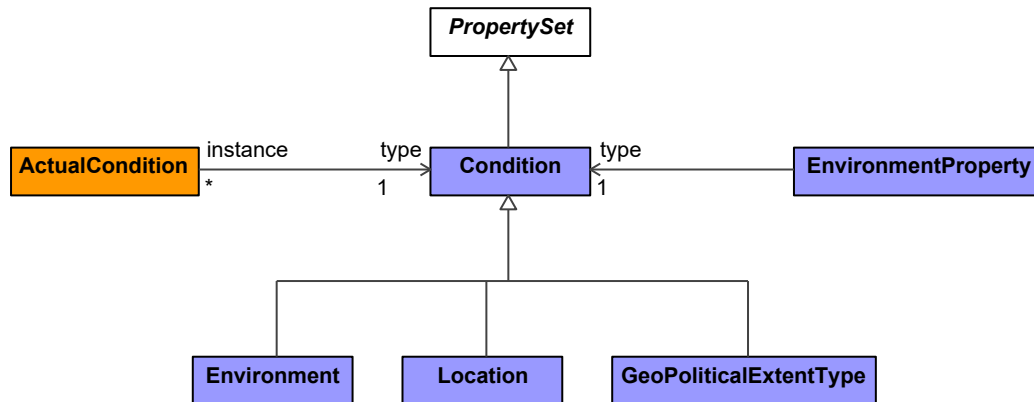 PropertySet
instance
type
type
ActualCondition
Condition
EnvironmentProperty
*
1
1
Environment
Location
GeoPoliticalExtentType